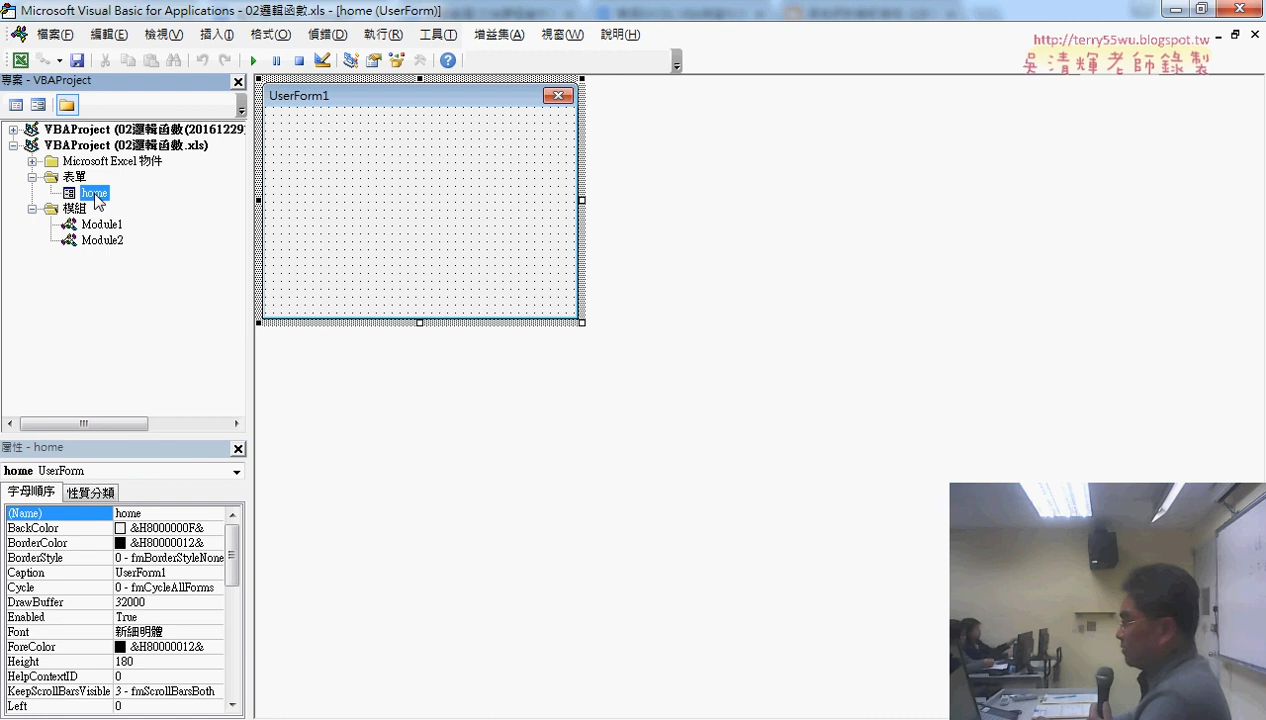 Microsoft Visual Basic for Applications - 02邏輯函數.xls - [home (UserForm)]
檔案(F) 編輯(E) 檢視(V) 插入(I) 格式(O) 偵錯(D) 執行(R) 工具(T) 增益集(A) 視窗(W) 說明(H)
http://terry55wu.blogspot.tw
吳清輝老師錄製
專案 - VBAProject
UserForm1
VBAProject (02邏輯函數(20161229
VBAProject (02邏輯函數.xls)
Microsoft Excel 物件
表單
home
模組
Module1
Module2
屬性 - home
home UserForm
字母順序 性質分類
(Name) home
BackColor &H8000000F&
BorderColor &H80000012&
BorderStyle 0 - fmBorderStyleNone
Caption UserForm1
Cycle 0 - fmCycleAllForms
DrawBuffer 32000
Enabled True
Font 新細明體
ForeColor &H80000012&
Height 180
HelpContextID 0
KeepScrollBarsVisible 3 - fmScrollBarsBoth
Left 0